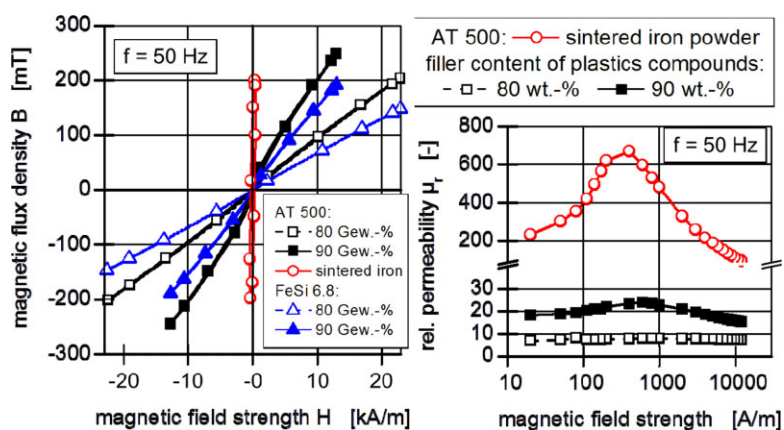 magnetic flux density B [mT]
300
200
100
0
-100
-200
-300
f = 50 Hz
AT 500:
80 Gew.-%
90 Gew.-%
sintered iron
FeSi 6.8:
80 Gew.-%
90 Gew.-%
-20 -10 -0 10 20
magnetic field strength H [kA/m]
AT 500: sintered iron powder
filler content of plastics compounds:
80 wt.-% 90 wt.-%
rel. permeability µr [-]
800
600
400
200
30
20
10
0
f = 50 Hz
10 100 1000 10000
magnetic field strength [A/m]